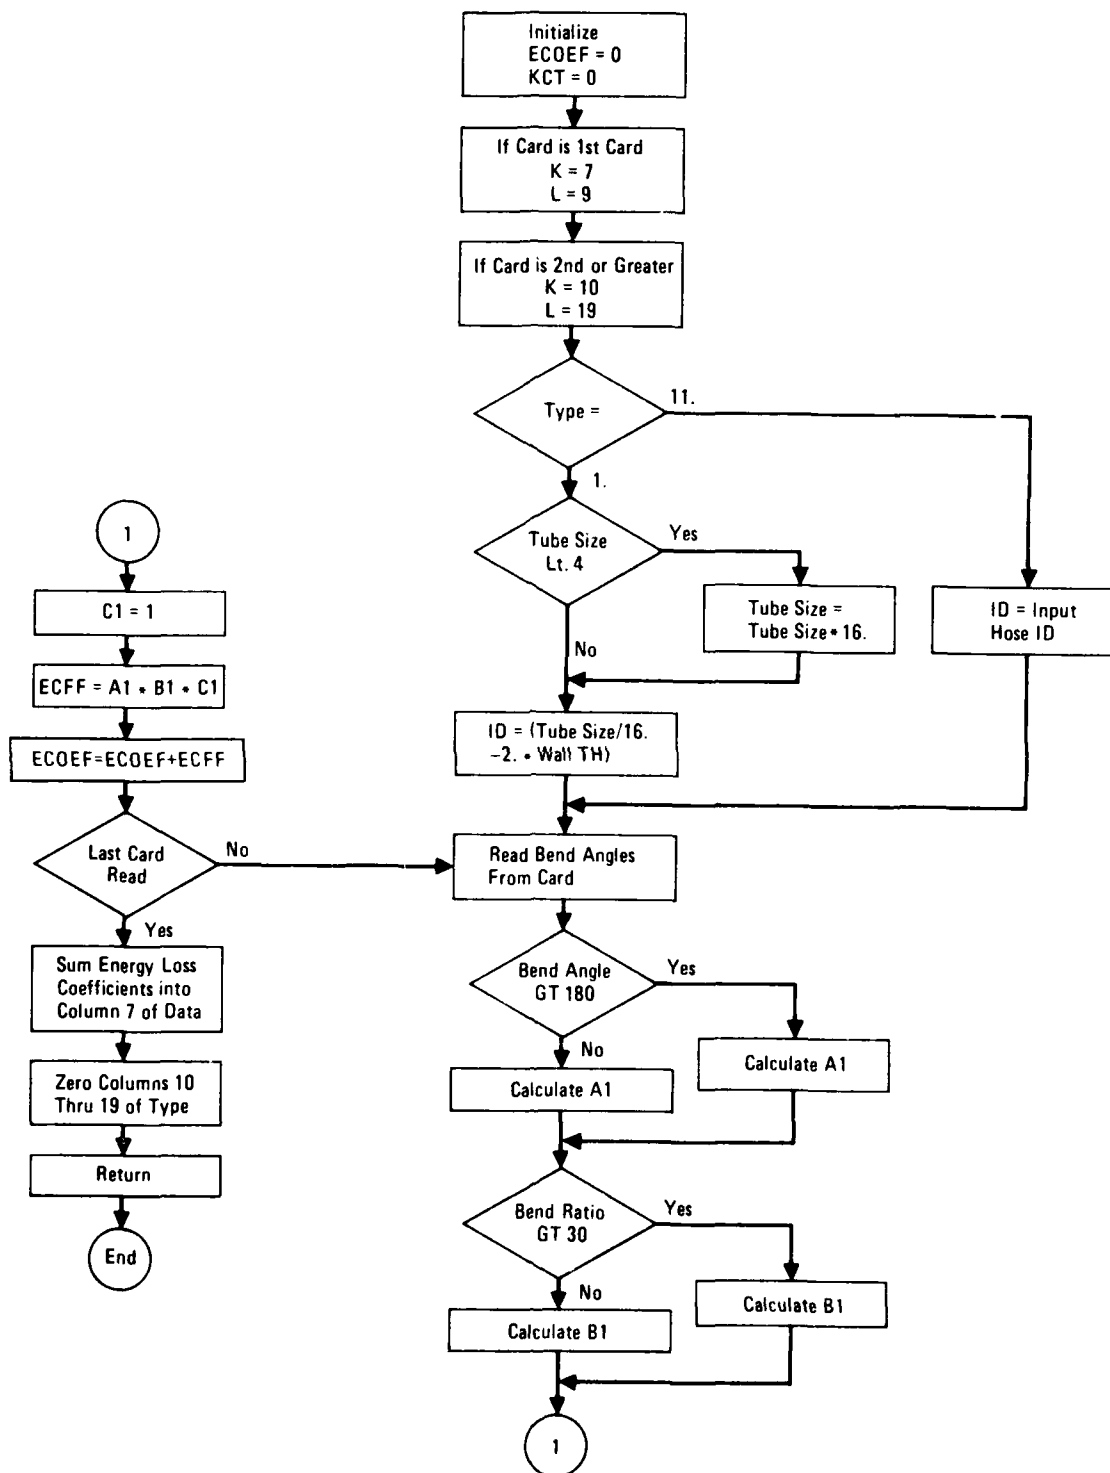 Initialize
ECOEF = 0
KCT = 0
If Card is 1st Card
K = 7
L = 9
If Card is 2nd or Greater
K = 10
L = 19
Type =
11.
1.
Tube Size
Lt. 4
Yes
No
Tube Size =
Tube Size * 16.
ID = Input
Hose ID
ID = (Tube Size/16.
-2. * Wall TH)
Read Bend Angles
From Card
Bend Angle
GT 180
Yes
No
Calculate A1
Calculate A1
Bend Ratio
GT 30
Yes
No
Calculate B1
Calculate B1
1
1
C1 = 1
ECFF = A1 * B1 * C1
ECOEF=ECOEF+ECFF
Last Card
Read
No
Yes
Sum Energy Loss
Coefficients into
Column 7 of Data
Zero Columns 10
Thru 19 of Type
Return
End